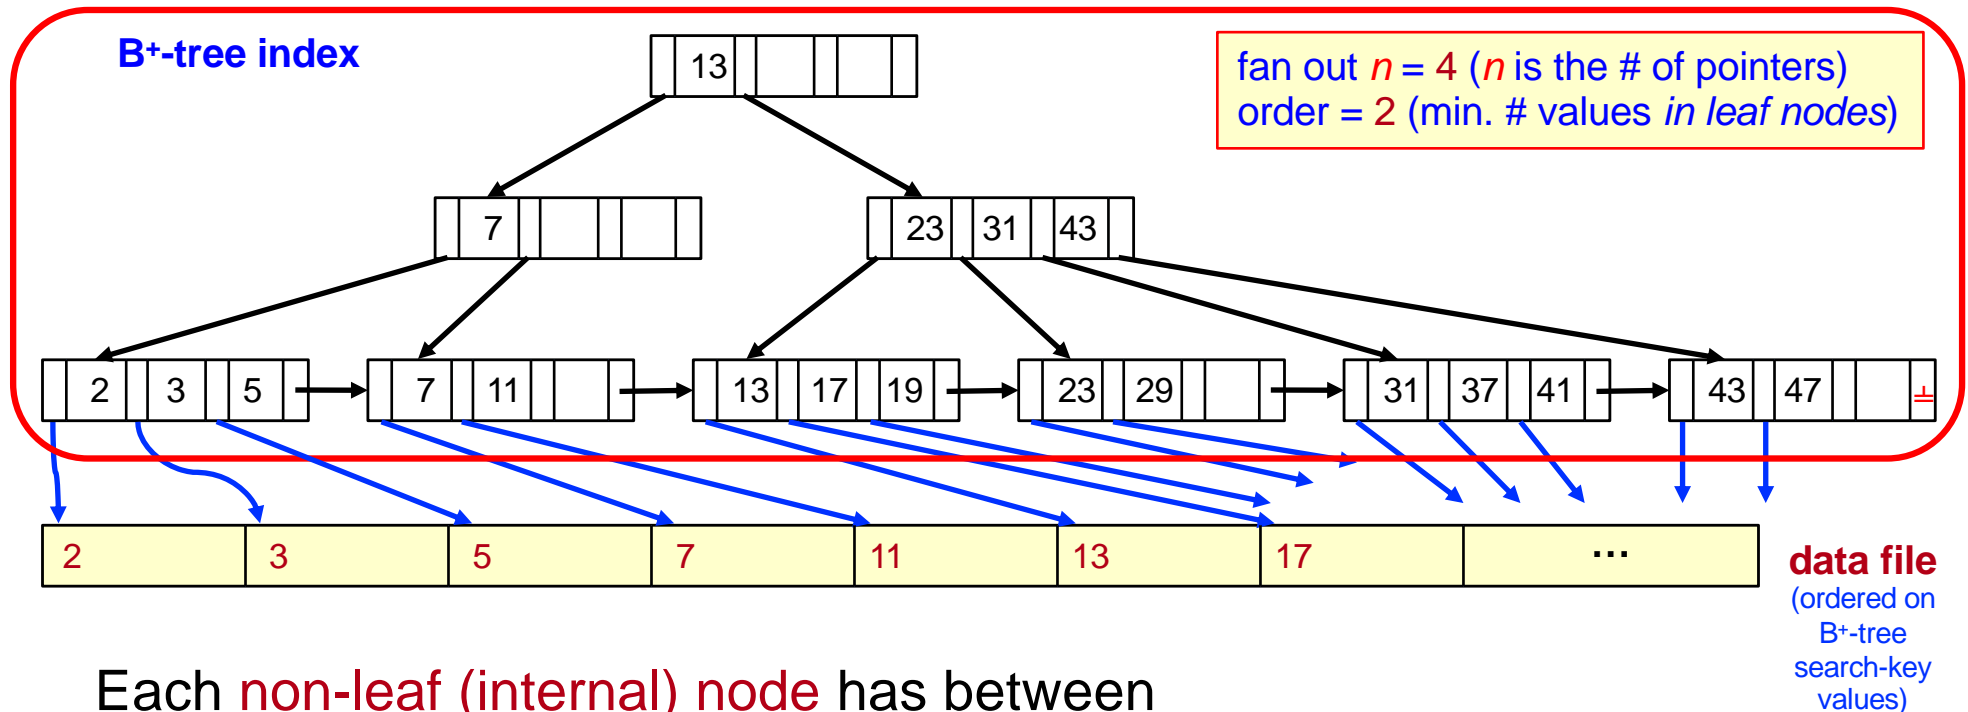 B+-tree index
fan out n = 4 (n is the # of pointers)
order = 2 (min. # values in leaf nodes)
13
7
23 31 43
2 3 5 7 11 13 17 19 23 29 31 37 41 43 47
2 3 5 7 11 13 17 ...
data file
(ordered on
B+-tree
search-key
values)
Each non-leaf (internal) node has between